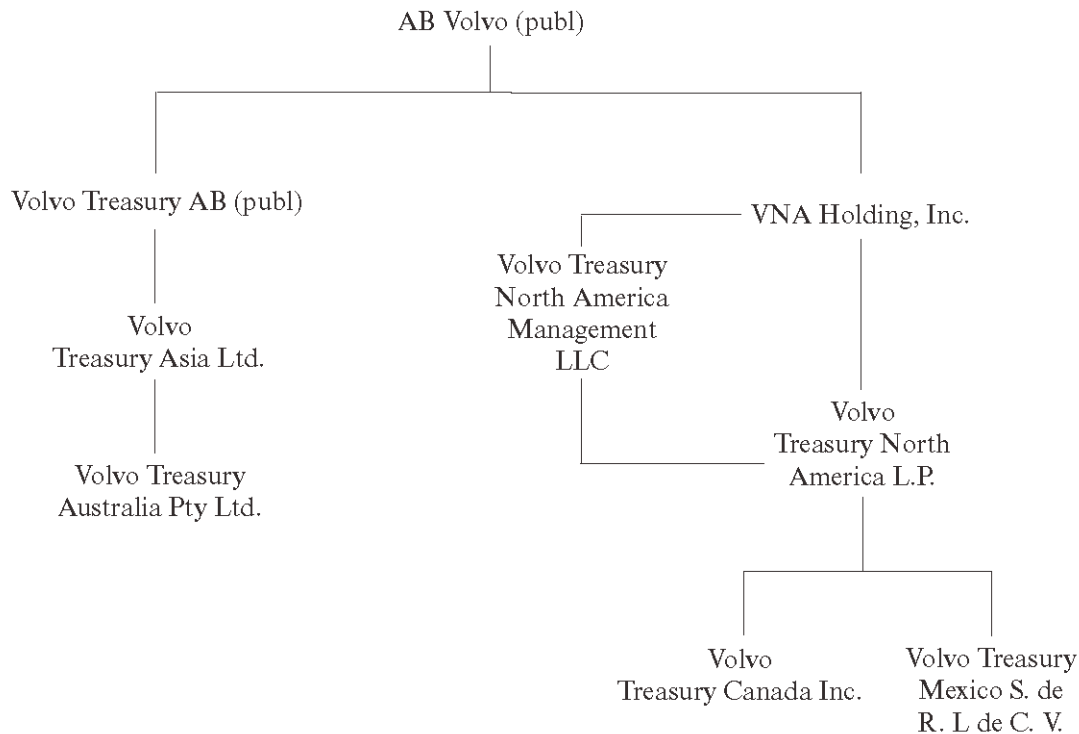 AB Volvo (publ)
Volvo Treasury AB (publ)
VNA Holding, Inc.
Volvo Treasury
North America
Management
LLC
Volvo
Treasury Asia Ltd.
Volvo
Treasury North
America L.P.
Volvo Treasury
Australia Pty Ltd.
Volvo
Treasury Canada Inc.
Volvo Treasury
Mexico S. de
R. L de C. V.